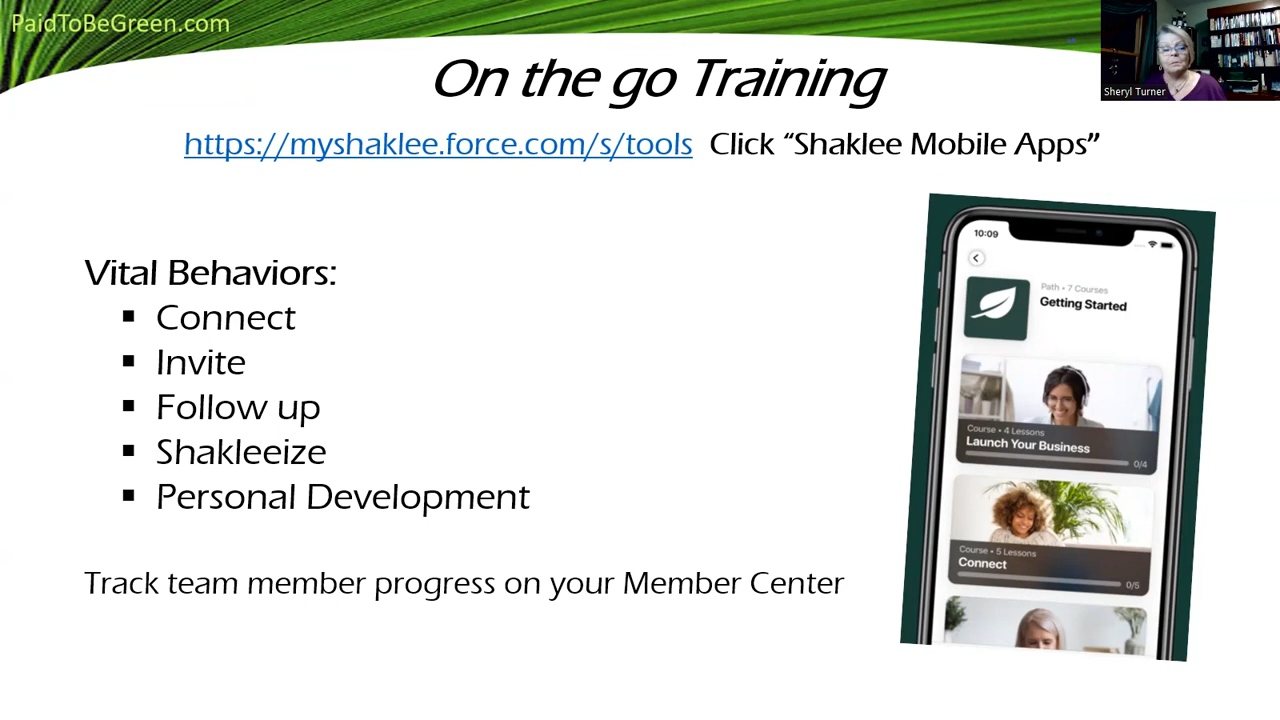 PaidToBeGreen.com
On the go Training
Sheryl Turner
https://myshaklee.force.com/s/tools Click “Shaklee Mobile Apps”
Vital Behaviors:
▪ Connect
▪ Invite
▪ Follow up
▪ Shakleeize
▪ Personal Development
Track team member progress on your Member Center
10:09
Path • 7 Courses
Getting Started
Course • 4 Lessons
Launch Your Business
0/4
Course • 5 Lessons
Connect
0/5